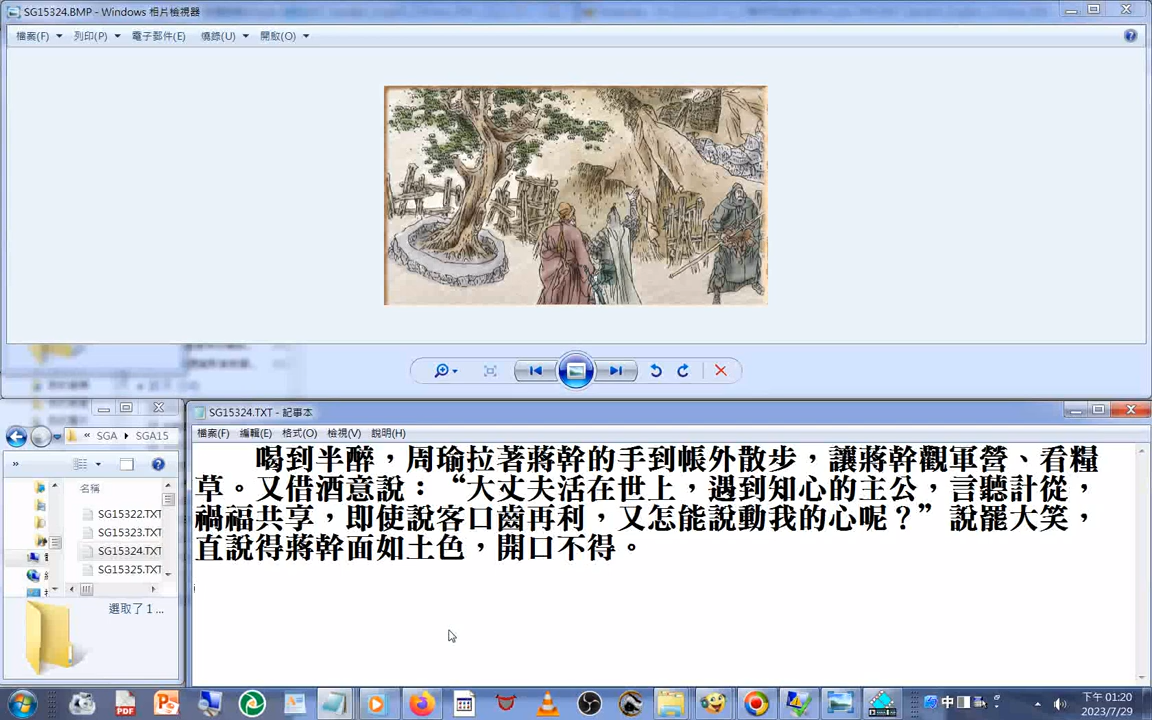 SG15324.BMP - Windows 相片檢視器
檔案(F) 列印(P) 電子郵件(E) 燒錄(U) 開啟(O)
« SGA SGA15
»
名稱
SG15322.TXT
SG15323.TXT
SG15324.TXT
SG15325.TXT
選取了 1 ...
SG15324.TXT - 記事本
檔案(F) 編輯(E) 格式(O) 檢視(V) 說明(H)
喝到半醉，周瑜拉著蔣幹的手到帳外散步，讓蔣幹觀軍營、看糧
草。又借酒意說：“大丈夫活在世上，遇到知心的主公，言聽計從，
禍福共享，即使說客口齒再利，又怎能說動我的心呢？”說罷大笑，
直說得蔣幹面如土色，開口不得。
PDF
中
下午 01:20
2023/7/29